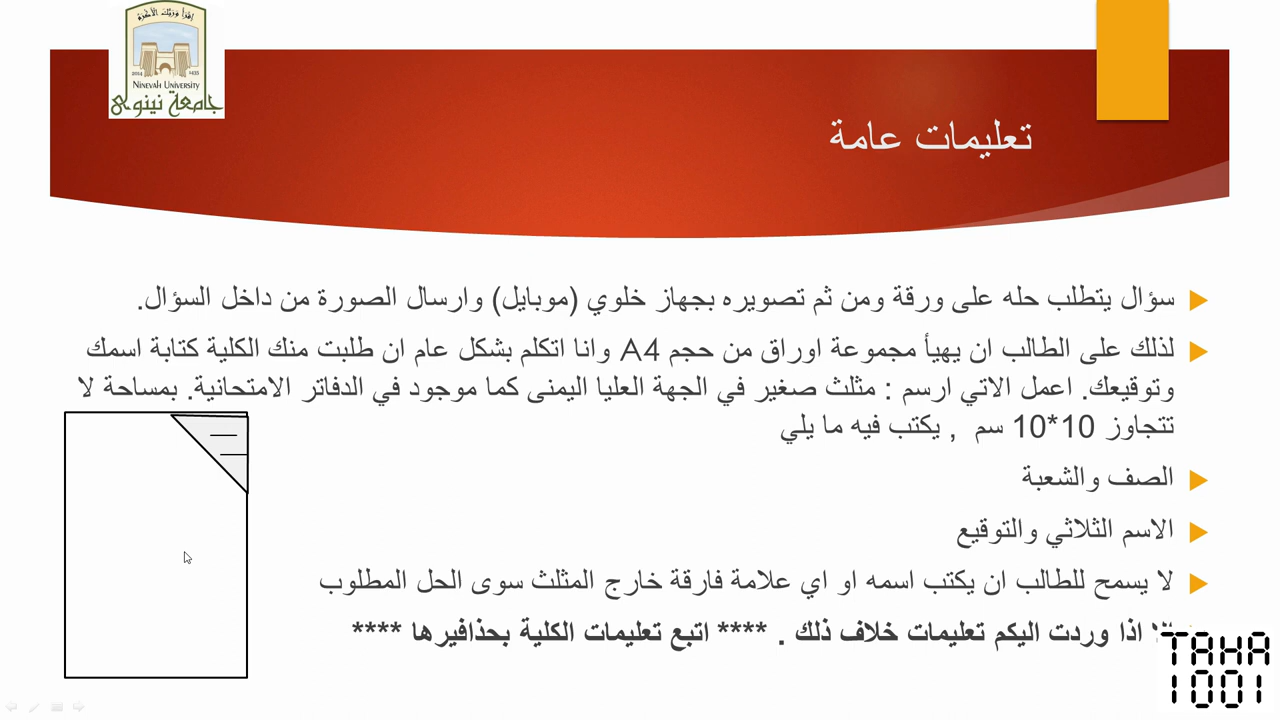 اقرأ وربك الأكرم
2014 1435
NINEVAH UNIVERSITY
جامعة نينوى
تعليمات عامة
سؤال يتطلب حله على ورقة ومن ثم تصويره بجهاز خلوي (موبايل) وارسال الصورة من داخل السؤال.
لذلك على الطالب ان يهيأ مجموعة اوراق من حجم A4 وانا اتكلم بشكل عام ان طلبت منك الكلية كتابة اسمك
وتوقيعك. اعمل الاتي ارسم : مثلث صغير في الجهة العليا اليمنى كما موجود في الدفاتر الامتحانية. بمساحة لا
تتجاوز 10*10 سم , يكتب فيه ما يلي
الصف والشعبة
الاسم الثلاثي والتوقيع
لا يسمح للطالب ان يكتب اسمه او اي علامة فارقة خارج المثلث سوى الحل المطلوب
الا اذا وردت اليكم تعليمات خلاف ذلك . **** اتبع تعليمات الكلية بحذافيرها ****
TAHA
1001